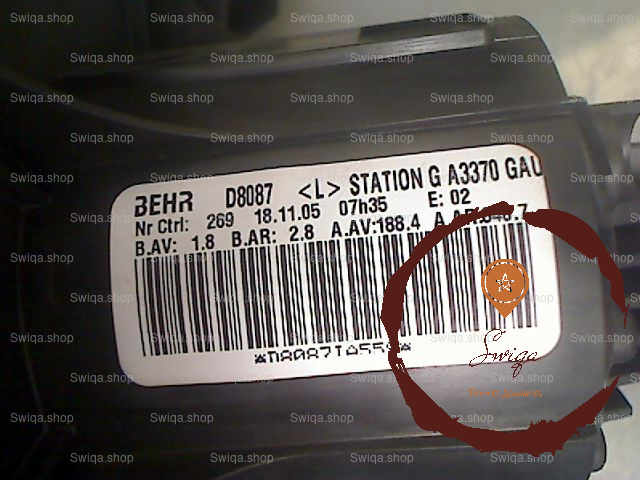 BEHR D8087 <L> STATION G A3370 GAU
Nr Ctrl: 269 18.11.05 07h35 E: 02
B.AV: 1.8 B.AR: 2.8 A.AV:188.4
Swiqa
Swiqa.shop